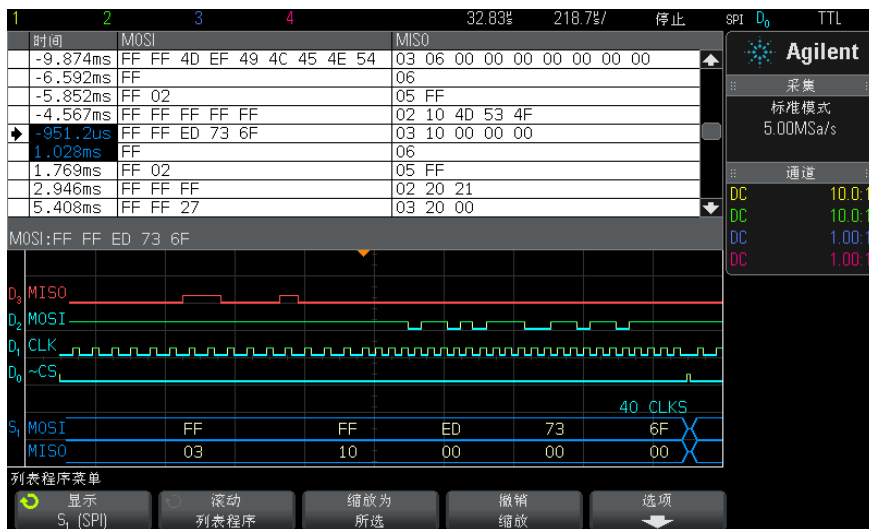 1 2 3 4 32.83㎲ 218.7㎲/ 停止 SPI D₀ TTL
时间 MOSI MISO
-9.874ms FF FF 4D EF 49 4C 45 4E 54 03 06 00 00 00 00 00 00 00
-6.592ms FF 06
-5.852ms FF 02 05 FF
-4.567ms FF FF FF FF FF 02 10 4D 53 4F
-951.2us FF FF ED 73 6F 03 10 00 00 00
1.028ms FF 06
1.769ms FF 02 05 FF
2.946ms FF FF FF 02 20 21
5.408ms FF FF 27 03 20 00
MOSI:FF FF ED 73 6F
Agilent
采集
标准模式
5.00MSa/s
通道
DC 10.0:1
DC 10.0:1
DC 1.00:1
DC 1.00:1
D₃ MISO
D₂ MOSI
D₁ CLK
D₀ ~CS
40 CLKS
S₁ MOSI FF FF ED 73 6F
MISO 03 10 00 00 00
列表程序菜单
显示
S₁ (SPI)
滚动
列表程序
缩放为
所选
撤销
缩放
选项